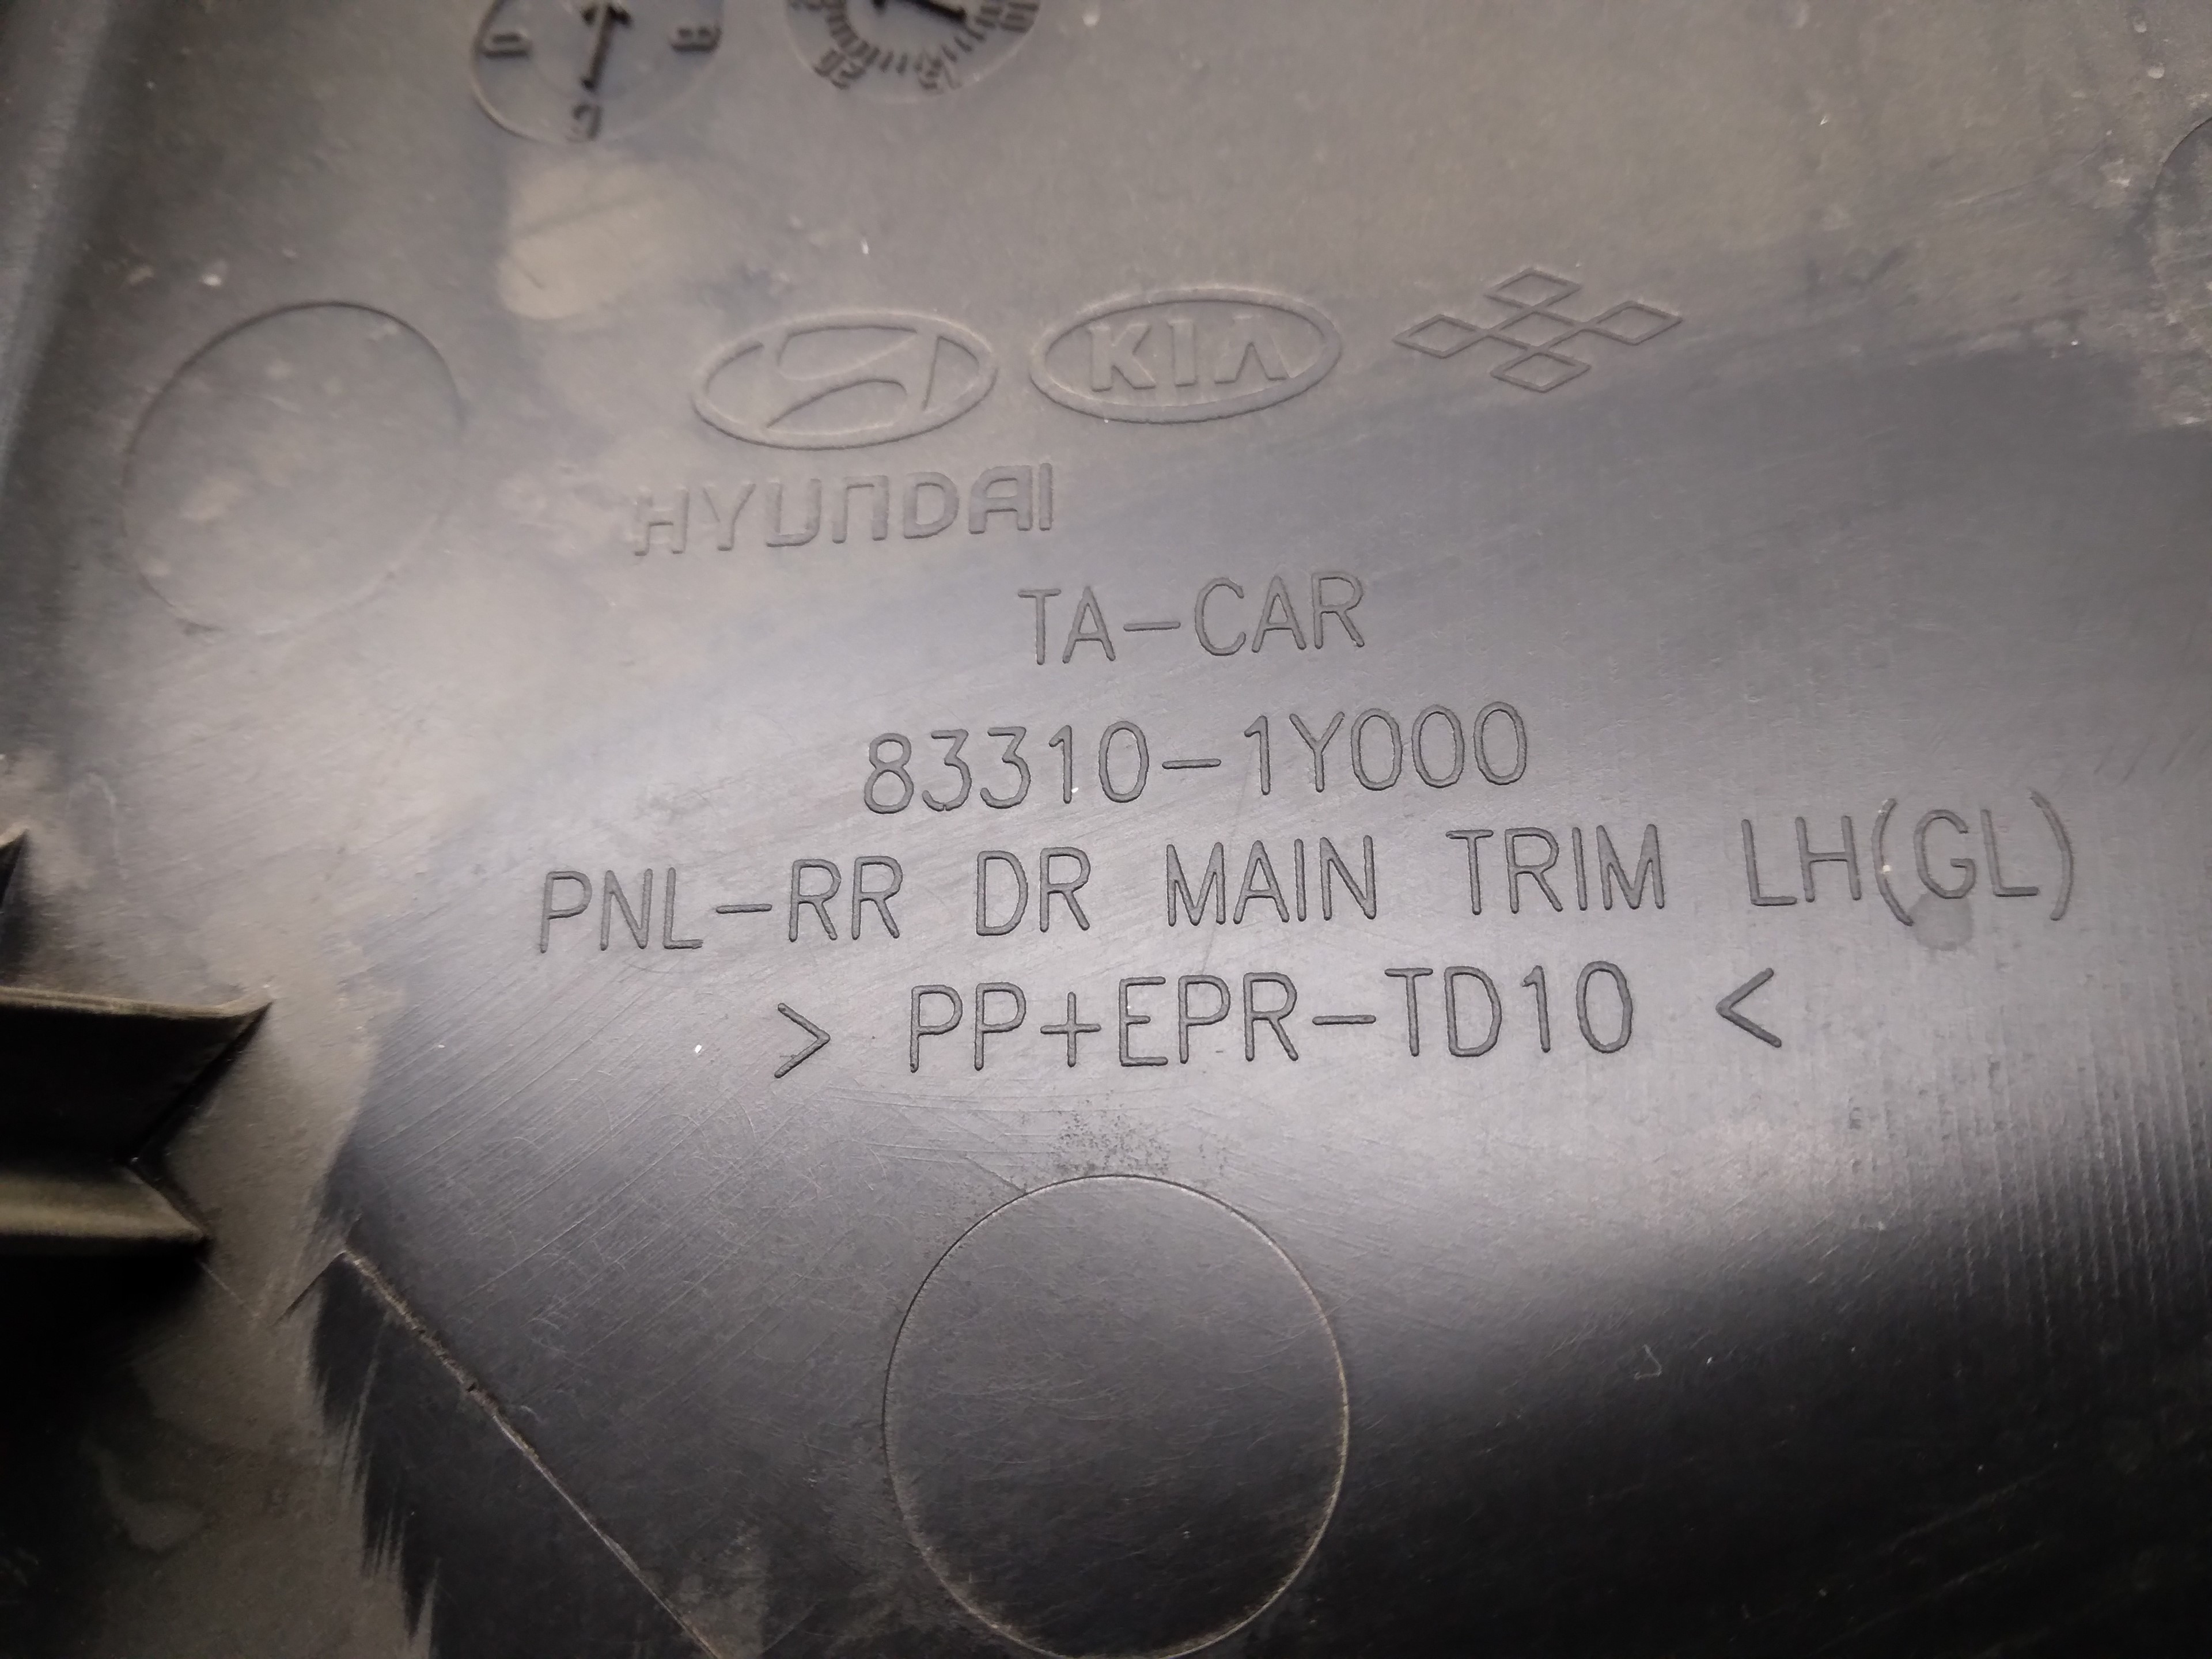 D B
C
KIA
HYUNDAI
TA-CAR
83310-1Y000
PNL-RR DR MAIN TRIM LH(GL)
> PP+EPR-TD10 <